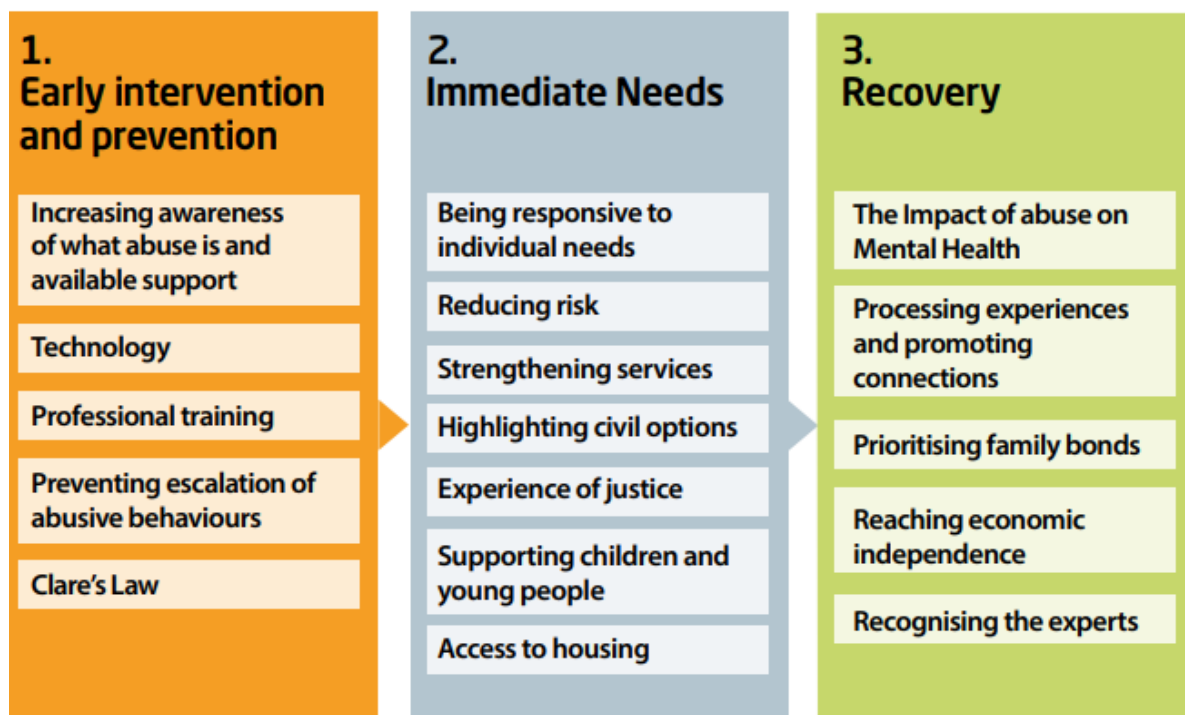 1.
Early intervention
and prevention
Increasing awareness
of what abuse is and
available support
Technology
Professional training
Preventing escalation of
abusive behaviours
Clare's Law
2.
Immediate Needs
Being responsive to
individual needs
Reducing risk
Strengthening services
Highlighting civil options
Experience of justice
Supporting children and
young people
Access to housing
3.
Recovery
The Impact of abuse on
Mental Health
Processing experiences
and promoting
connections
Prioritising family bonds
Reaching economic
independence
Recognising the experts